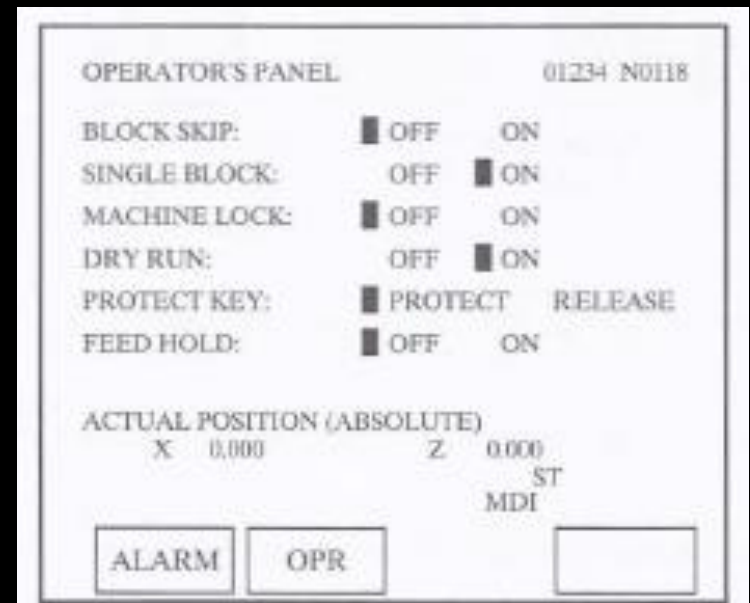 OPERATOR'S PANEL 01234 N0118
BLOCK SKIP: OFF ON
SINGLE BLOCK: OFF ON
MACHINE LOCK: OFF ON
DRY RUN: OFF ON
PROTECT KEY: PROTECT RELEASE
FEED HOLD: OFF ON
ACTUAL POSITION (ABSOLUTE)
X 0.000 Z 0.000
ST
MDI
ALARM OPR